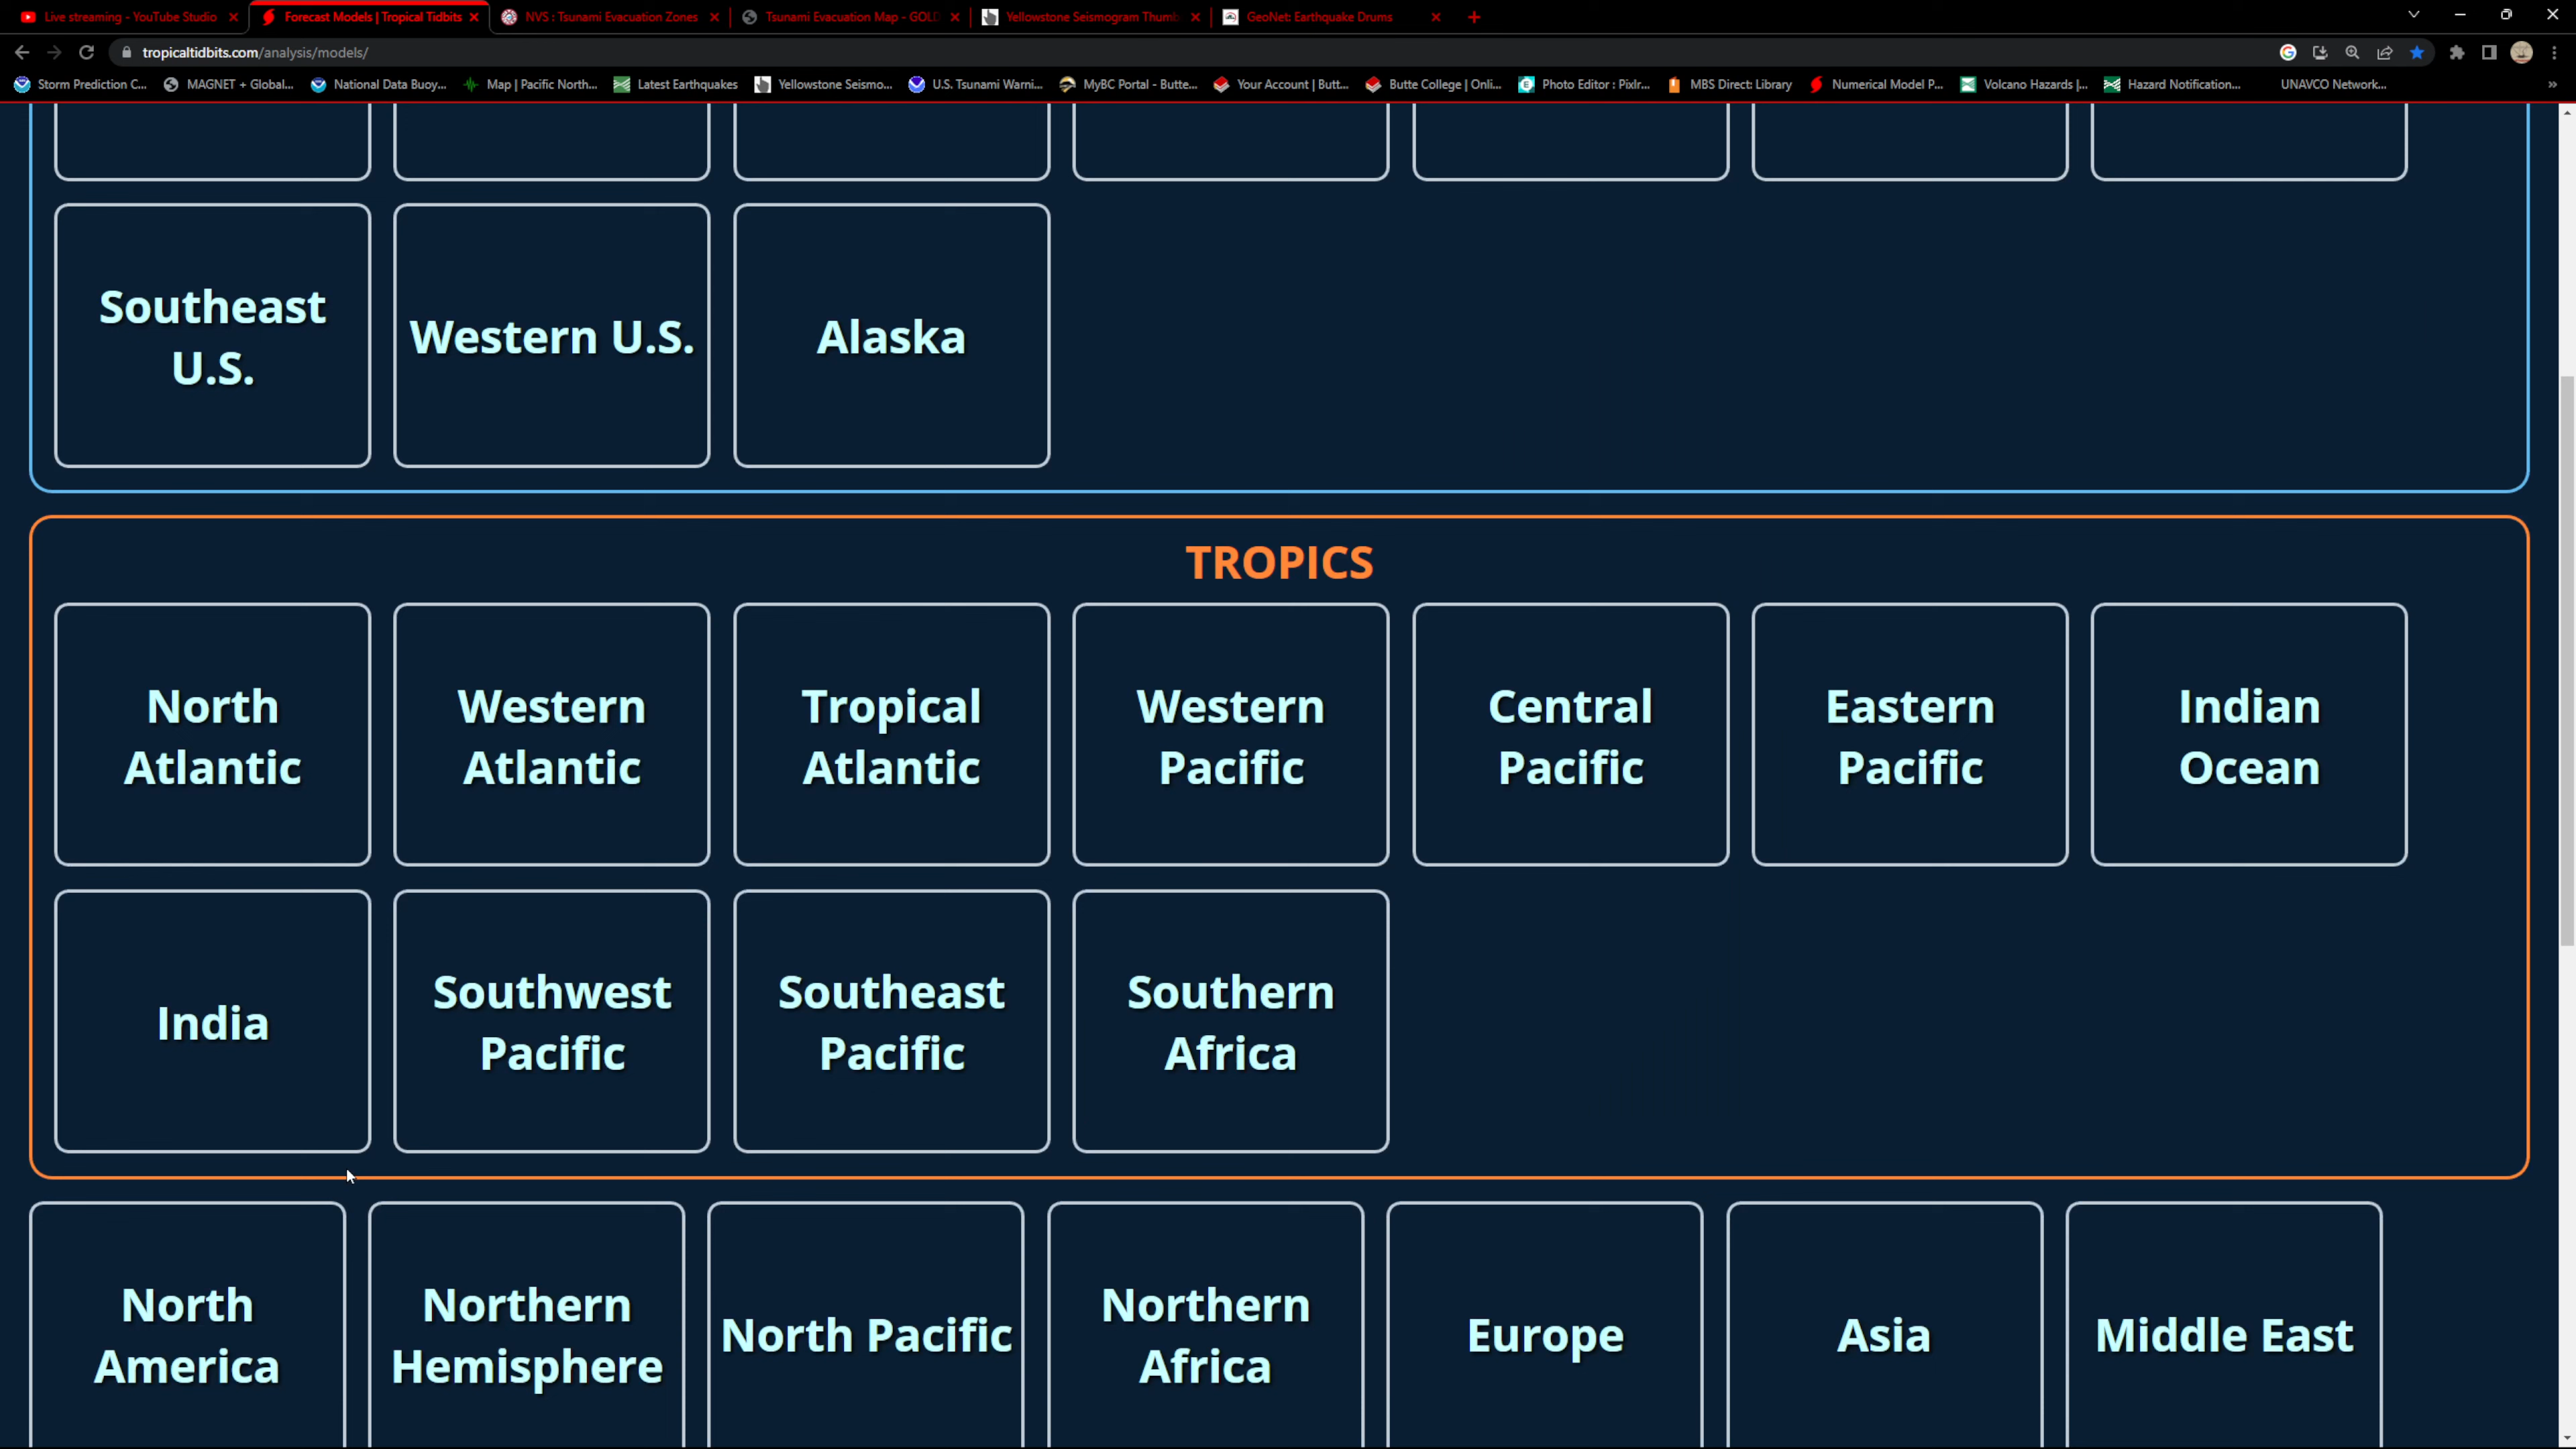 Live streaming - YouTube Studio
Forecast Models | Tropical Tidbits
NVS : Tsunami Evacuation Zones
Tsunami Evacuation Map - GOLD
Yellowstone Seismogram Thumb
GeoNet: Earthquake Drums
tropicaltidbits.com/analysis/models/
Storm Prediction C...
MAGNET + Global...
National Data Buoy...
Map | Pacific North...
Latest Earthquakes
Yellowstone Seismo...
U.S. Tsunami Warni...
MyBC Portal - Butte...
Your Account | Butt...
Butte College | Onli...
Photo Editor : Pixlr...
MBS Direct: Library
Numerical Model P...
Volcano Hazards |...
Hazard Notification...
UNAVCO Network...
Southeast
U.S.
Western U.S.
Alaska
TROPICS
North
Atlantic
Western
Atlantic
Tropical
Atlantic
Western
Pacific
Central
Pacific
Eastern
Pacific
Indian
Ocean
India
Southwest
Pacific
Southeast
Pacific
Southern
Africa
North
America
Northern
Hemisphere
North Pacific
Northern
Africa
Europe
Asia
Middle East